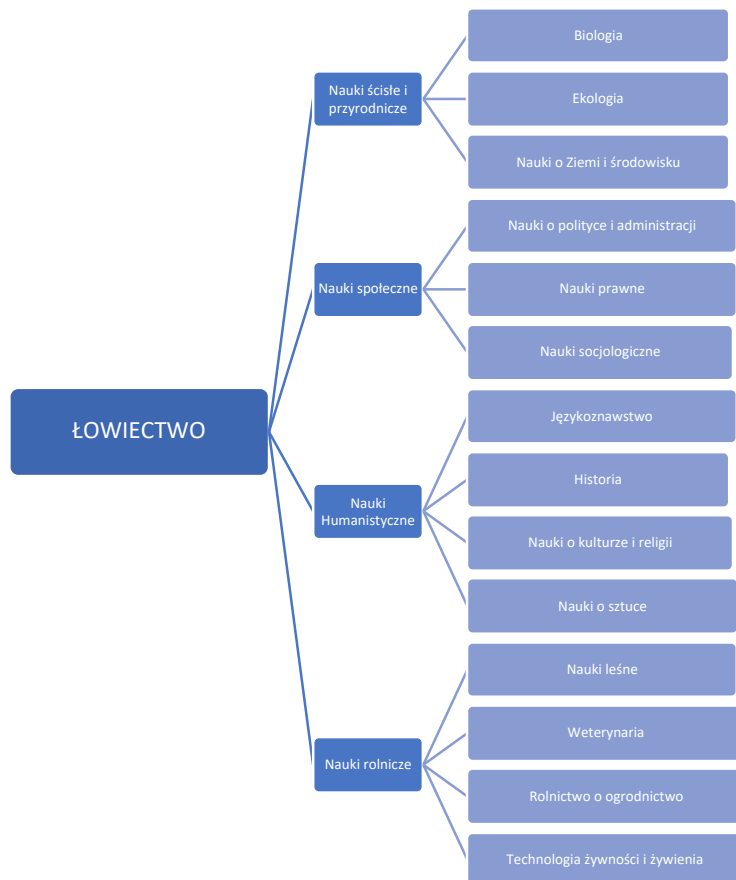 ŁOWIECTWO
Nauki ścisłe i
przyrodnicze
Biologia
Ekologia
Nauki o Ziemi i środowisku
Nauki społeczne
Nauki o polityce i administracji
Nauki prawne
Nauki socjologiczne
Nauki
Humanistyczne
Językoznawstwo
Historia
Nauki o kulturze i religii
Nauki o sztuce
Nauki rolnicze
Nauki leśne
Weterynaria
Rolnictwo o ogrodnictwo
Technologia żywności i żywienia